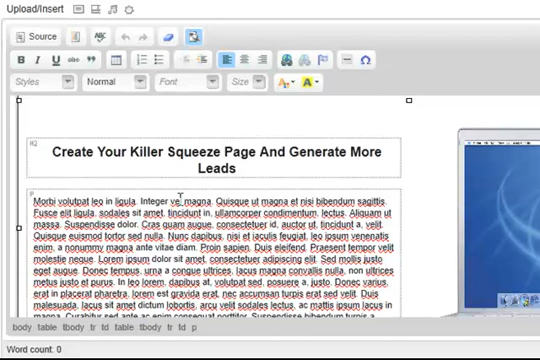 Upload/Insert
Source
B I U abc
Styles Normal Font Size A A
H2
Create Your Killer Squeeze Page And Generate More
Leads
P
Morbi volutpat leo in ligula. Integer ve magna. Quisque ut magna et nisi bibendum sagittis.
Fusce elit ligula, sodales sit amet, tincidunt in, ullamcorper condimentum, lectus. Aliquam ut
massa. Suspendisse dolor. Cras quam augue, consectetuer id, auctor ut, tincidunt a, velit.
Quisque euismod tortor sed nulla. Nunc dapibus, nisi et iaculis feugiat, leo ipsum venenatis
enim, a nonummy magna ante vitae diam. Proin sapien. Duis eleifend. Praesent tempor velit
molestie neque. Lorem ipsum dolor sit amet, consectetuer adipiscing elit. Sed mollis justo
eget augue. Donec tempus, urna a congue ultrices, lacus magna convallis nulla, non ultrices
metus justo et purus. In leo lorem, dapibus at, volutpat sed, posuere a, justo. Donec varius,
erat in placerat pharetra, lorem est gravida erat, nec accumsan turpis erat sed velit. Duis
malesuada, lacus sit amet dictum lobortis, arcu velit sodales lectus, ac mattis ipsum lacus in
body table tbody tr td table tbody tr td p
Word count: 0